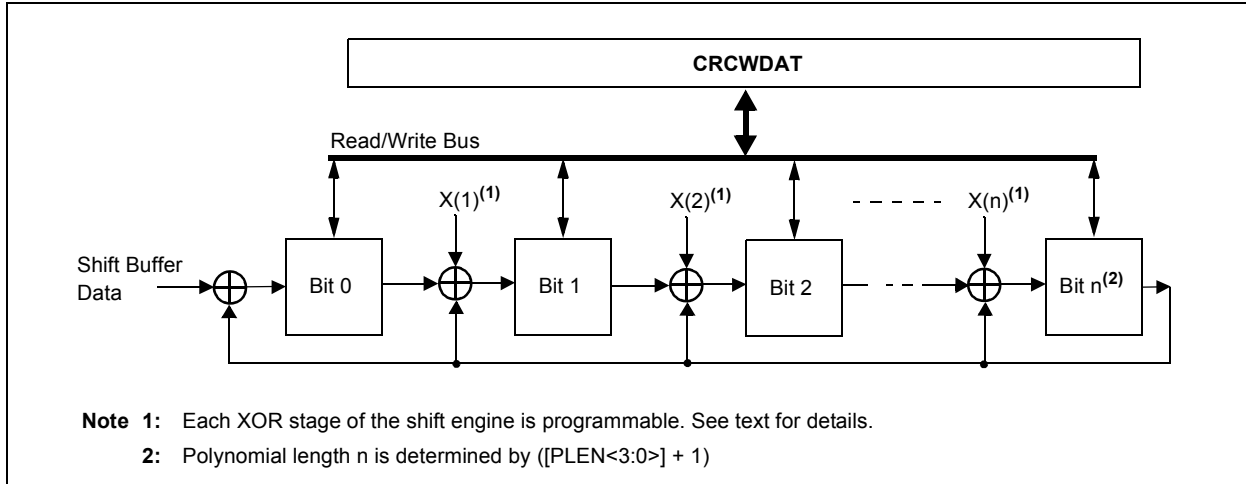 CRCWDAT
Read/Write Bus
X(1)(1)
X(2)(1)
X(n)(1)
Shift Buffer
Data
Bit 0
Bit 1
Bit 2
Bit n(2)
Note 1: Each XOR stage of the shift engine is programmable. See text for details.
2: Polynomial length n is determined by ([PLEN<3:0>] + 1)